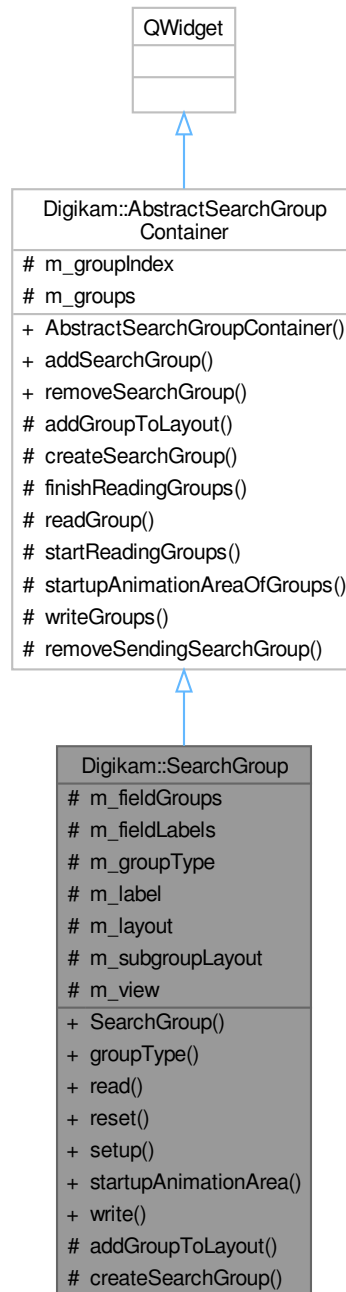 QWidget
Digikam::AbstractSearchGroup
Container
# m_groupIndex
# m_groups
+ AbstractSearchGroupContainer()
+ addSearchGroup()
+ removeSearchGroup()
# addGroupToLayout()
# createSearchGroup()
# finishReadingGroups()
# readGroup()
# startReadingGroups()
# startupAnimationAreaOfGroups()
# writeGroups()
# removeSendingSearchGroup()
Digikam::SearchGroup
# m_fieldGroups
# m_fieldLabels
# m_groupType
# m_label
# m_layout
# m_subgroupLayout
# m_view
+ SearchGroup()
+ groupType()
+ read()
+ reset()
+ setup()
+ startupAnimationArea()
+ write()
# addGroupToLayout()
# createSearchGroup()